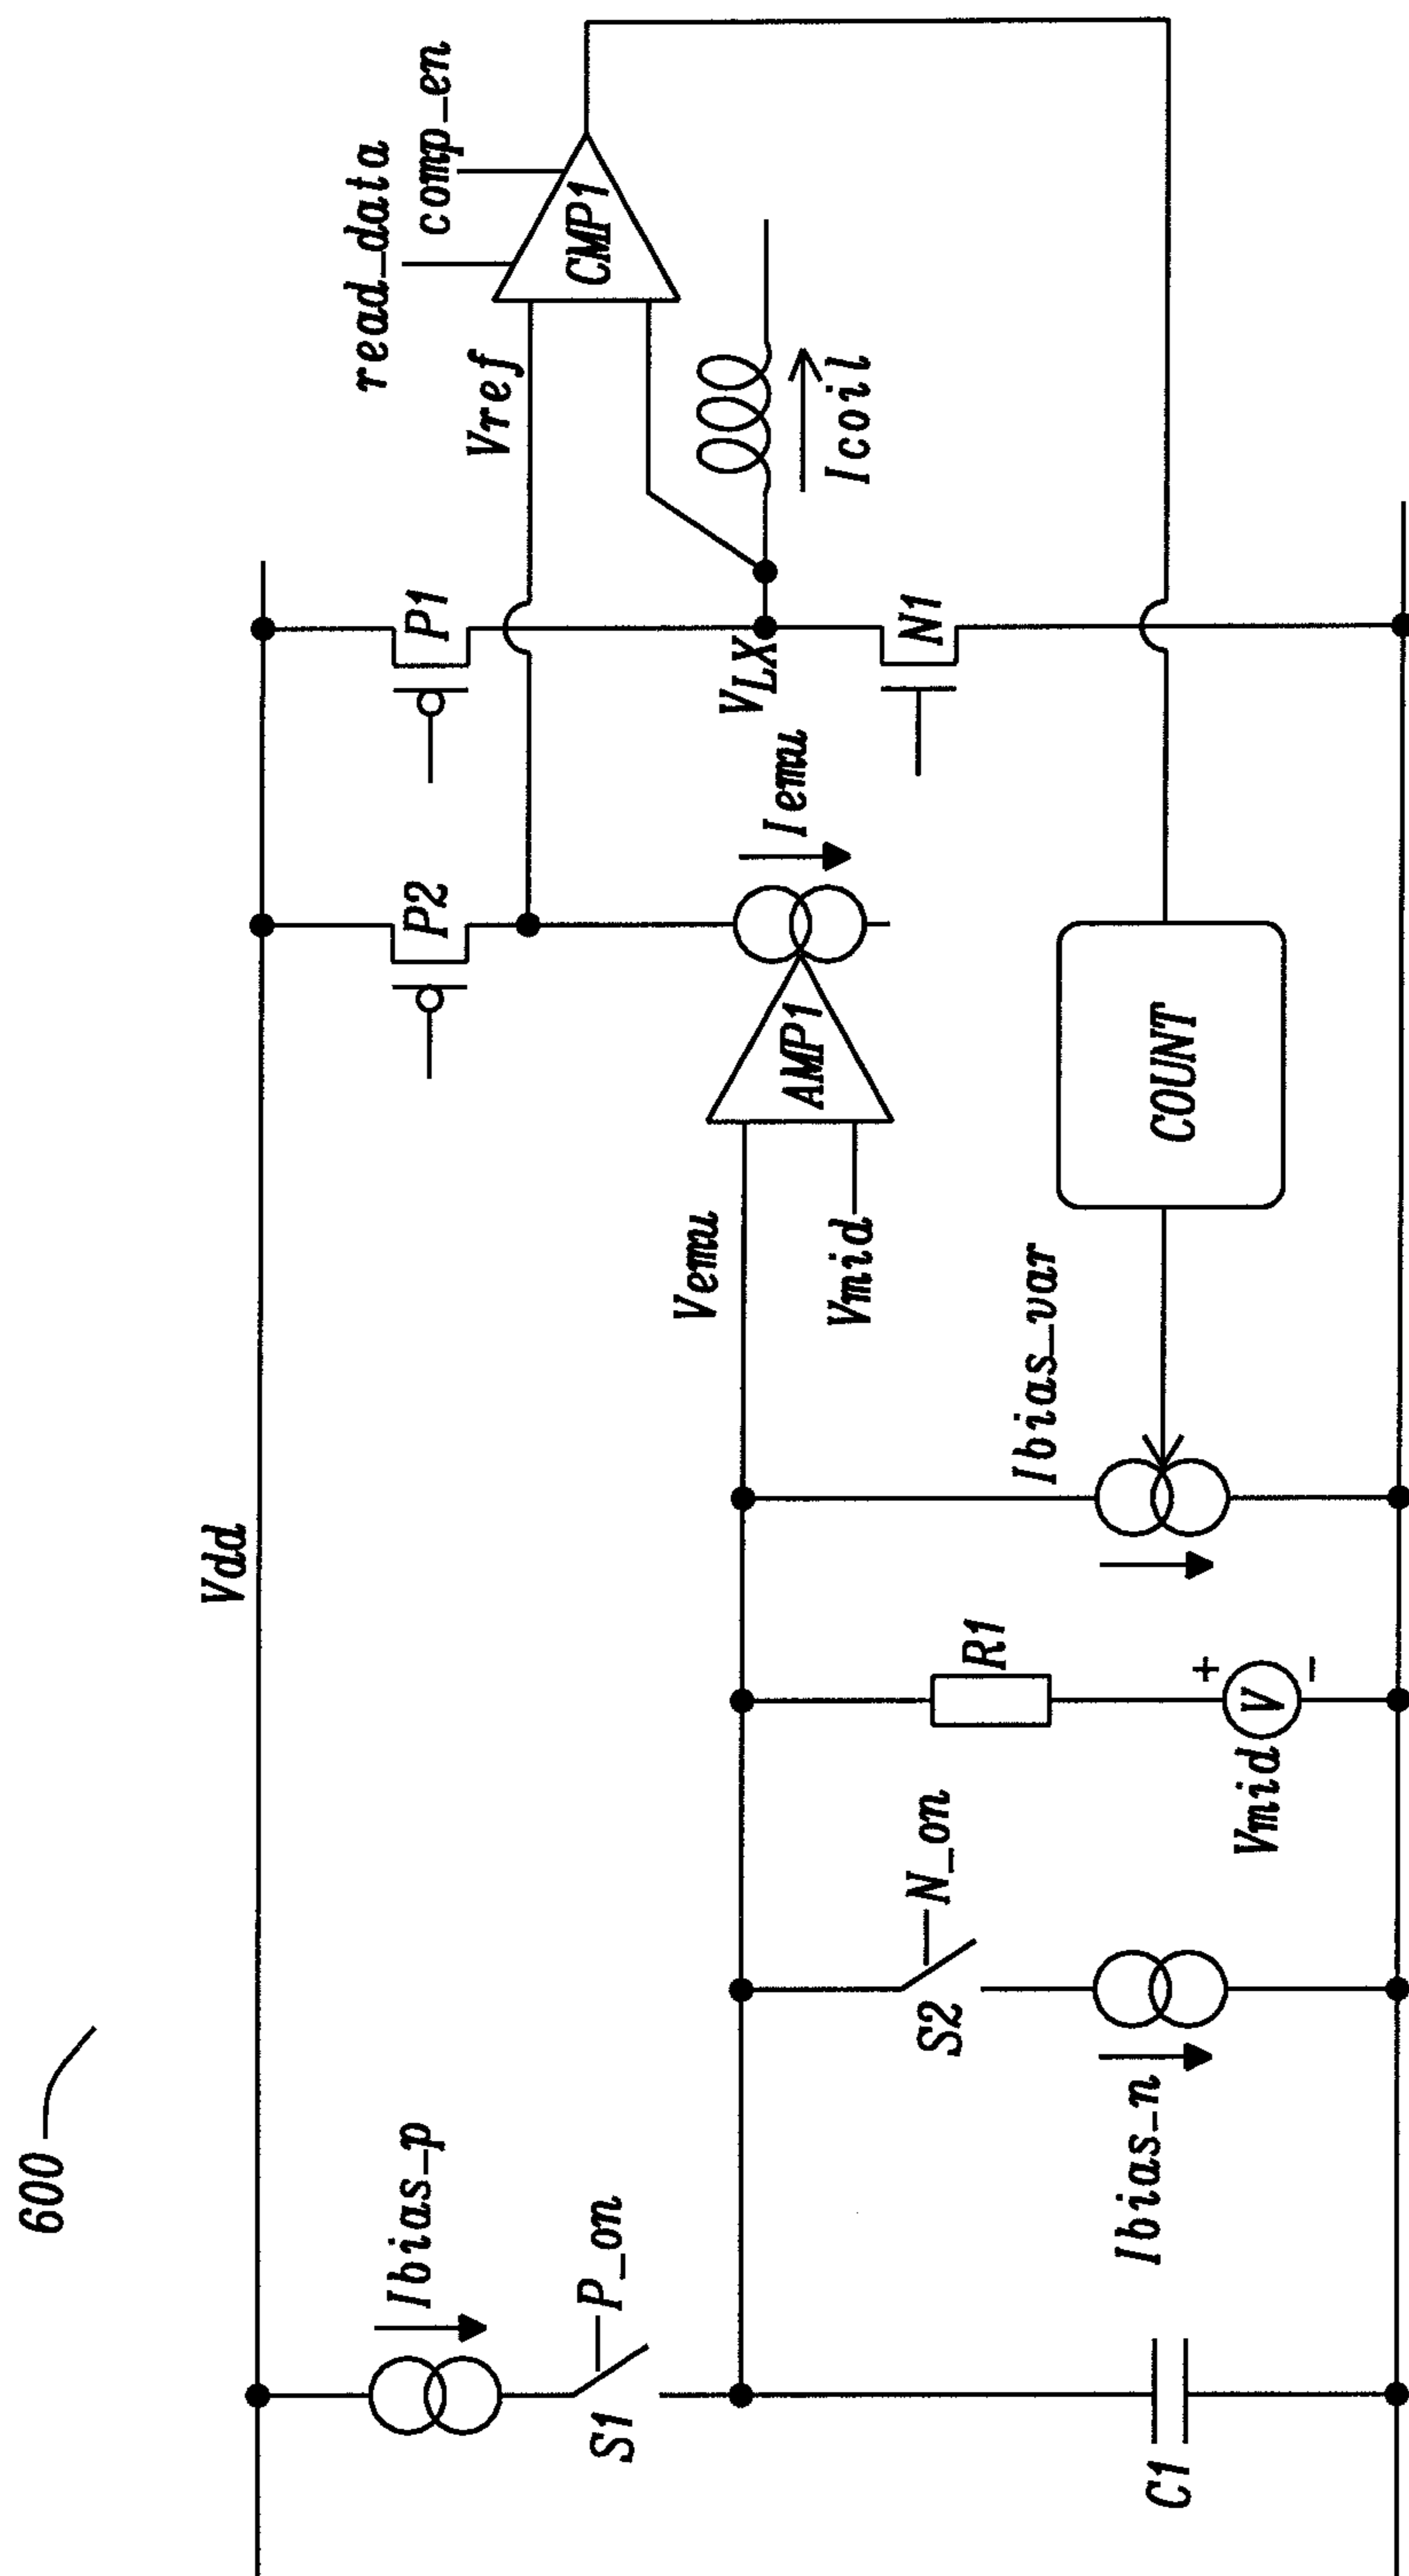 600
Vdd
Ibias_p
P_on
S1
C1
S2
N_on
Ibias_n
R1
Vmid
+
V
-
Ibias_var
Vemu
Vmid
AMP1
COUNT
P2
Iemu
P1
VLX
N1
Vref
read_data
comp_en
CMP1
Icoil